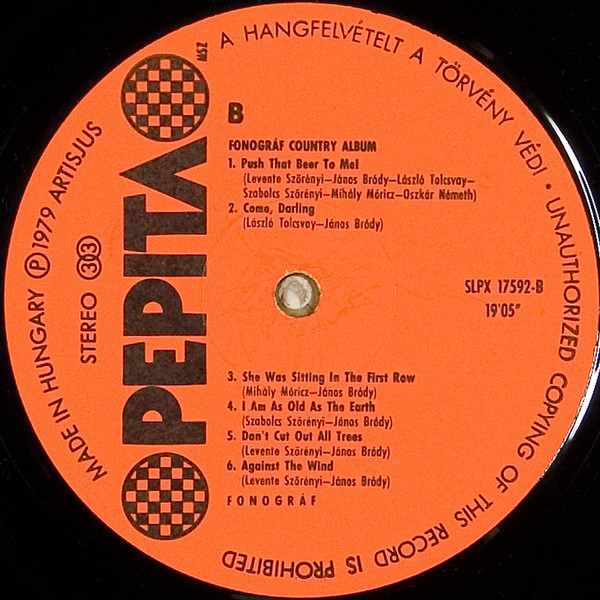 A HANGFELVÉTELT A TÖRVÉNY VÉDI • UNAUTHORIZED COPYING OF THIS RECORD IS PROHIBITED
MADE IN HUNGARY Ⓟ 1979 ARTISJUS
STEREO 303
PEPITA
MSZ
B
FONOGRÁF COUNTRY ALBUM
1. Push That Beer To Me!
(Levente Szörényi—János Bródy—László Tolcsvay—
Szabolcs Szörényi—Mihály Móricz—Oszkár Németh)
2. Come, Darling
(László Tolcsvay—János Bródy)
SLPX 17592-B
19'05"
3. She Was Sitting In The First Row
(Mihály Móricz—János Bródy)
4. I Am As Old As The Earth
(Szabolcs Szörényi—János Bródy)
5. Don't Cut Out All Trees
(Levente Szörényi—János Bródy)
6. Against The Wind
(Levente Szörényi—János Bródy)
FONOGRÁF